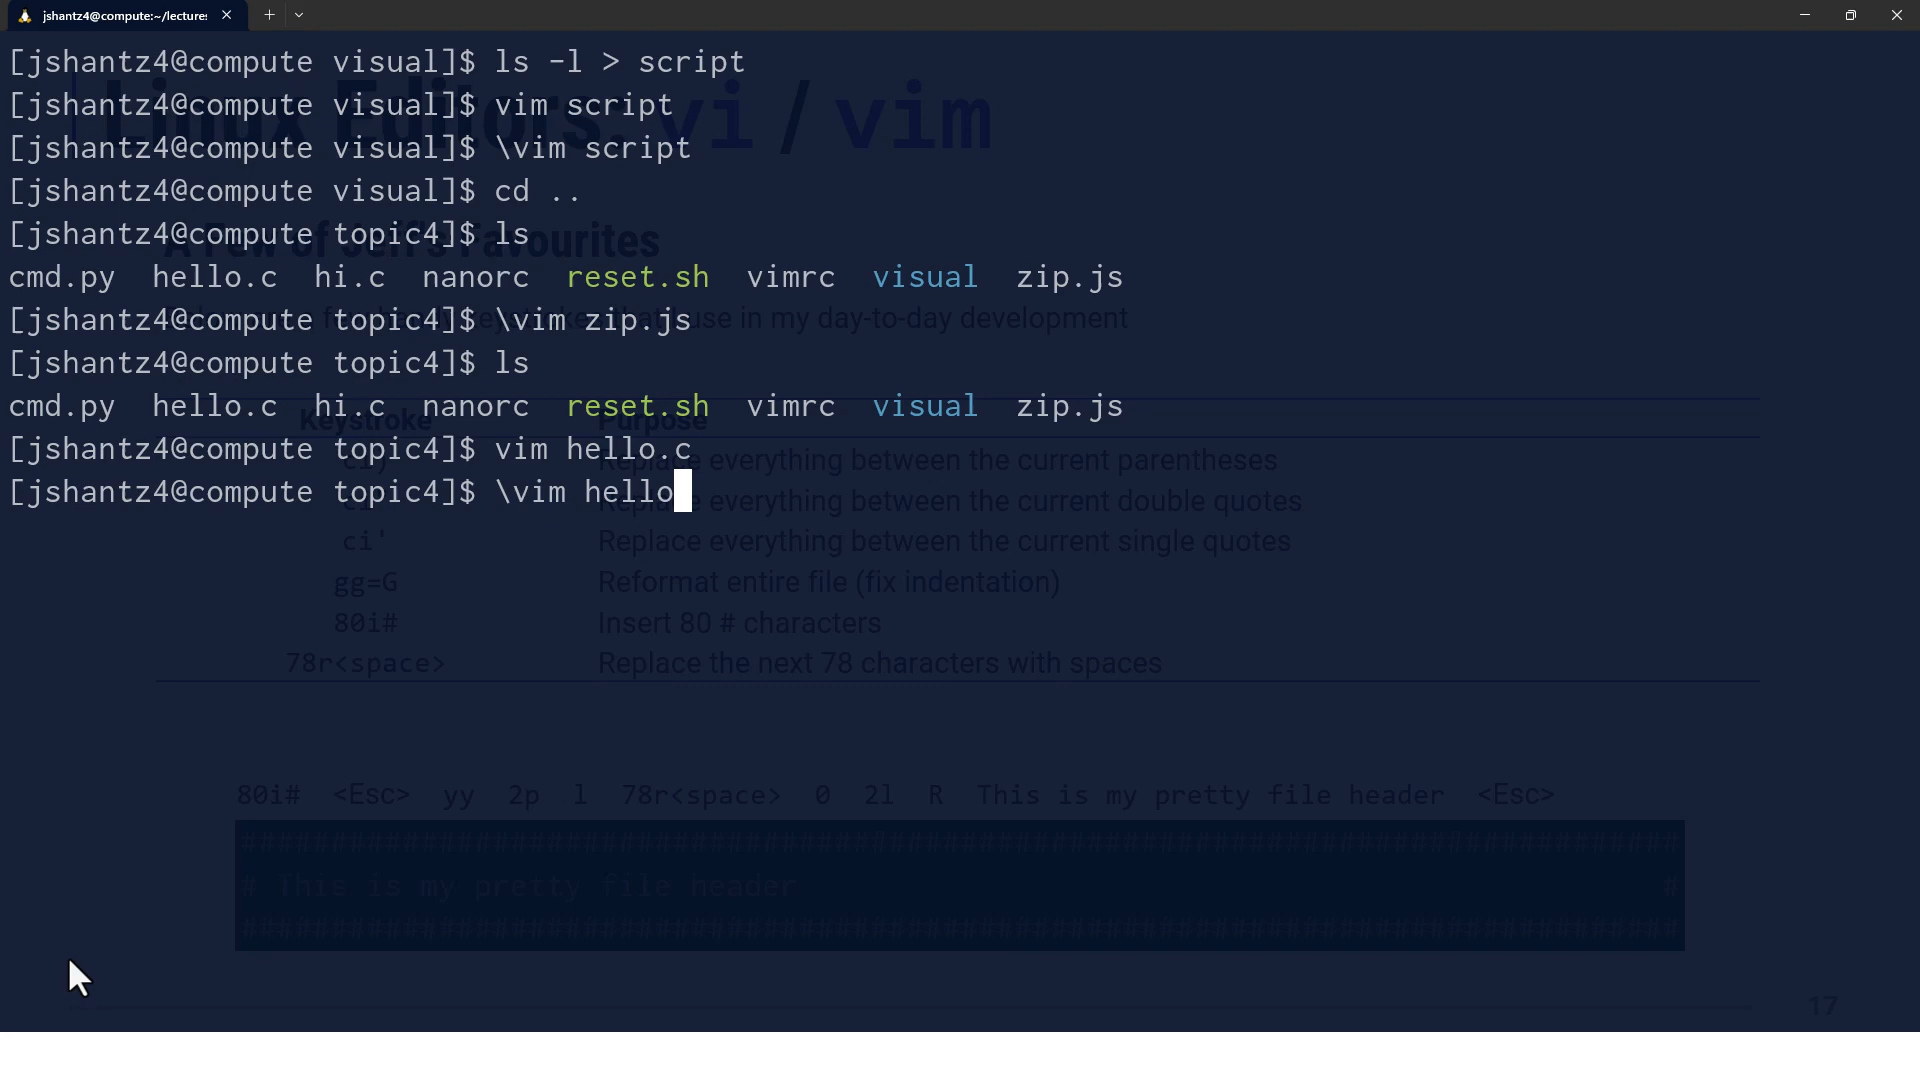 jshantz4@compute:~/lecture
[jshantz4@compute visual]$ ls -l > script
[jshantz4@compute visual]$ vim script
Linux Editors: vi / vim
[jshantz4@compute visual]$ \vim script
[jshantz4@compute visual]$ cd ..
[jshantz4@compute topic4]$ ls
A Few of Jeff's Favourites
cmd.py hello.c hi.c nanorc reset.sh vimrc visual zip.js
[jshantz4@compute topic4]$ \vim zip.js
use in my day-to-day development
[jshantz4@compute topic4]$ ls
cmd.py hello.c hi.c nanorc reset.sh vimrc visual zip.js
Keystroke Purpose
[jshantz4@compute topic4]$ vim hello.c
ci) Replace everything between the current parentheses
[jshantz4@compute topic4]$ \vim hello
Replace everything between the current double quotes
ci' Replace everything between the current single quotes
gg=G Reformat entire file (fix indentation)
80i# Insert 80 # characters
78r<space> Replace the next 78 characters with spaces
80i# <Esc> yy 2p l 78r<space> 0 2l R This is my pretty file header <Esc>
################################################################################
# This is my pretty file header #
################################################################################
17